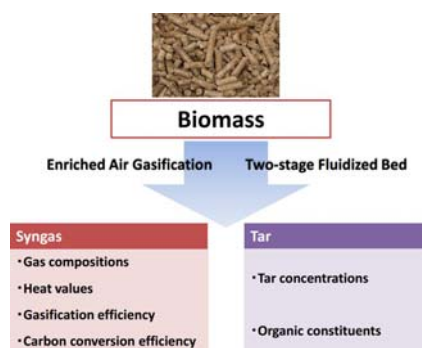 Biomass
Enriched Air Gasification Two-stage Fluidized Bed
Syngas
·Gas compositions
·Heat values
·Gasification efficiency
·Carbon conversion efficiency
Tar
·Tar concentrations
·Organic constituents